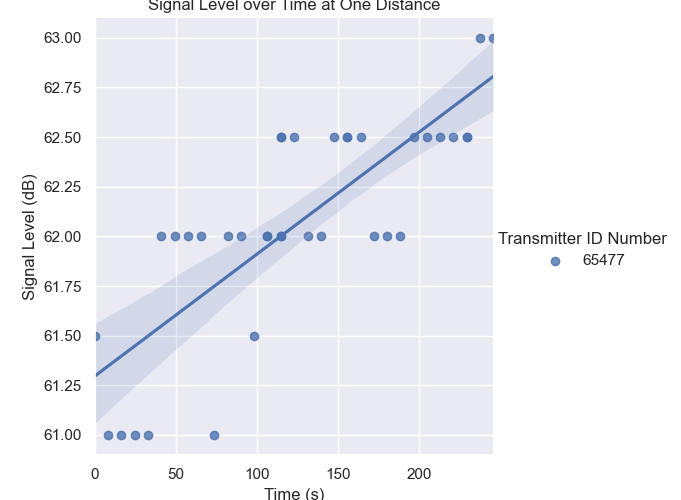 Signal Level over Time at One Distance
63.00
62.75
62.50
62.25
62.00
61.75
61.50
61.25
61.00
Signal Level (dB)
0 50 100 150 200
Time (s)
Transmitter ID Number
65477